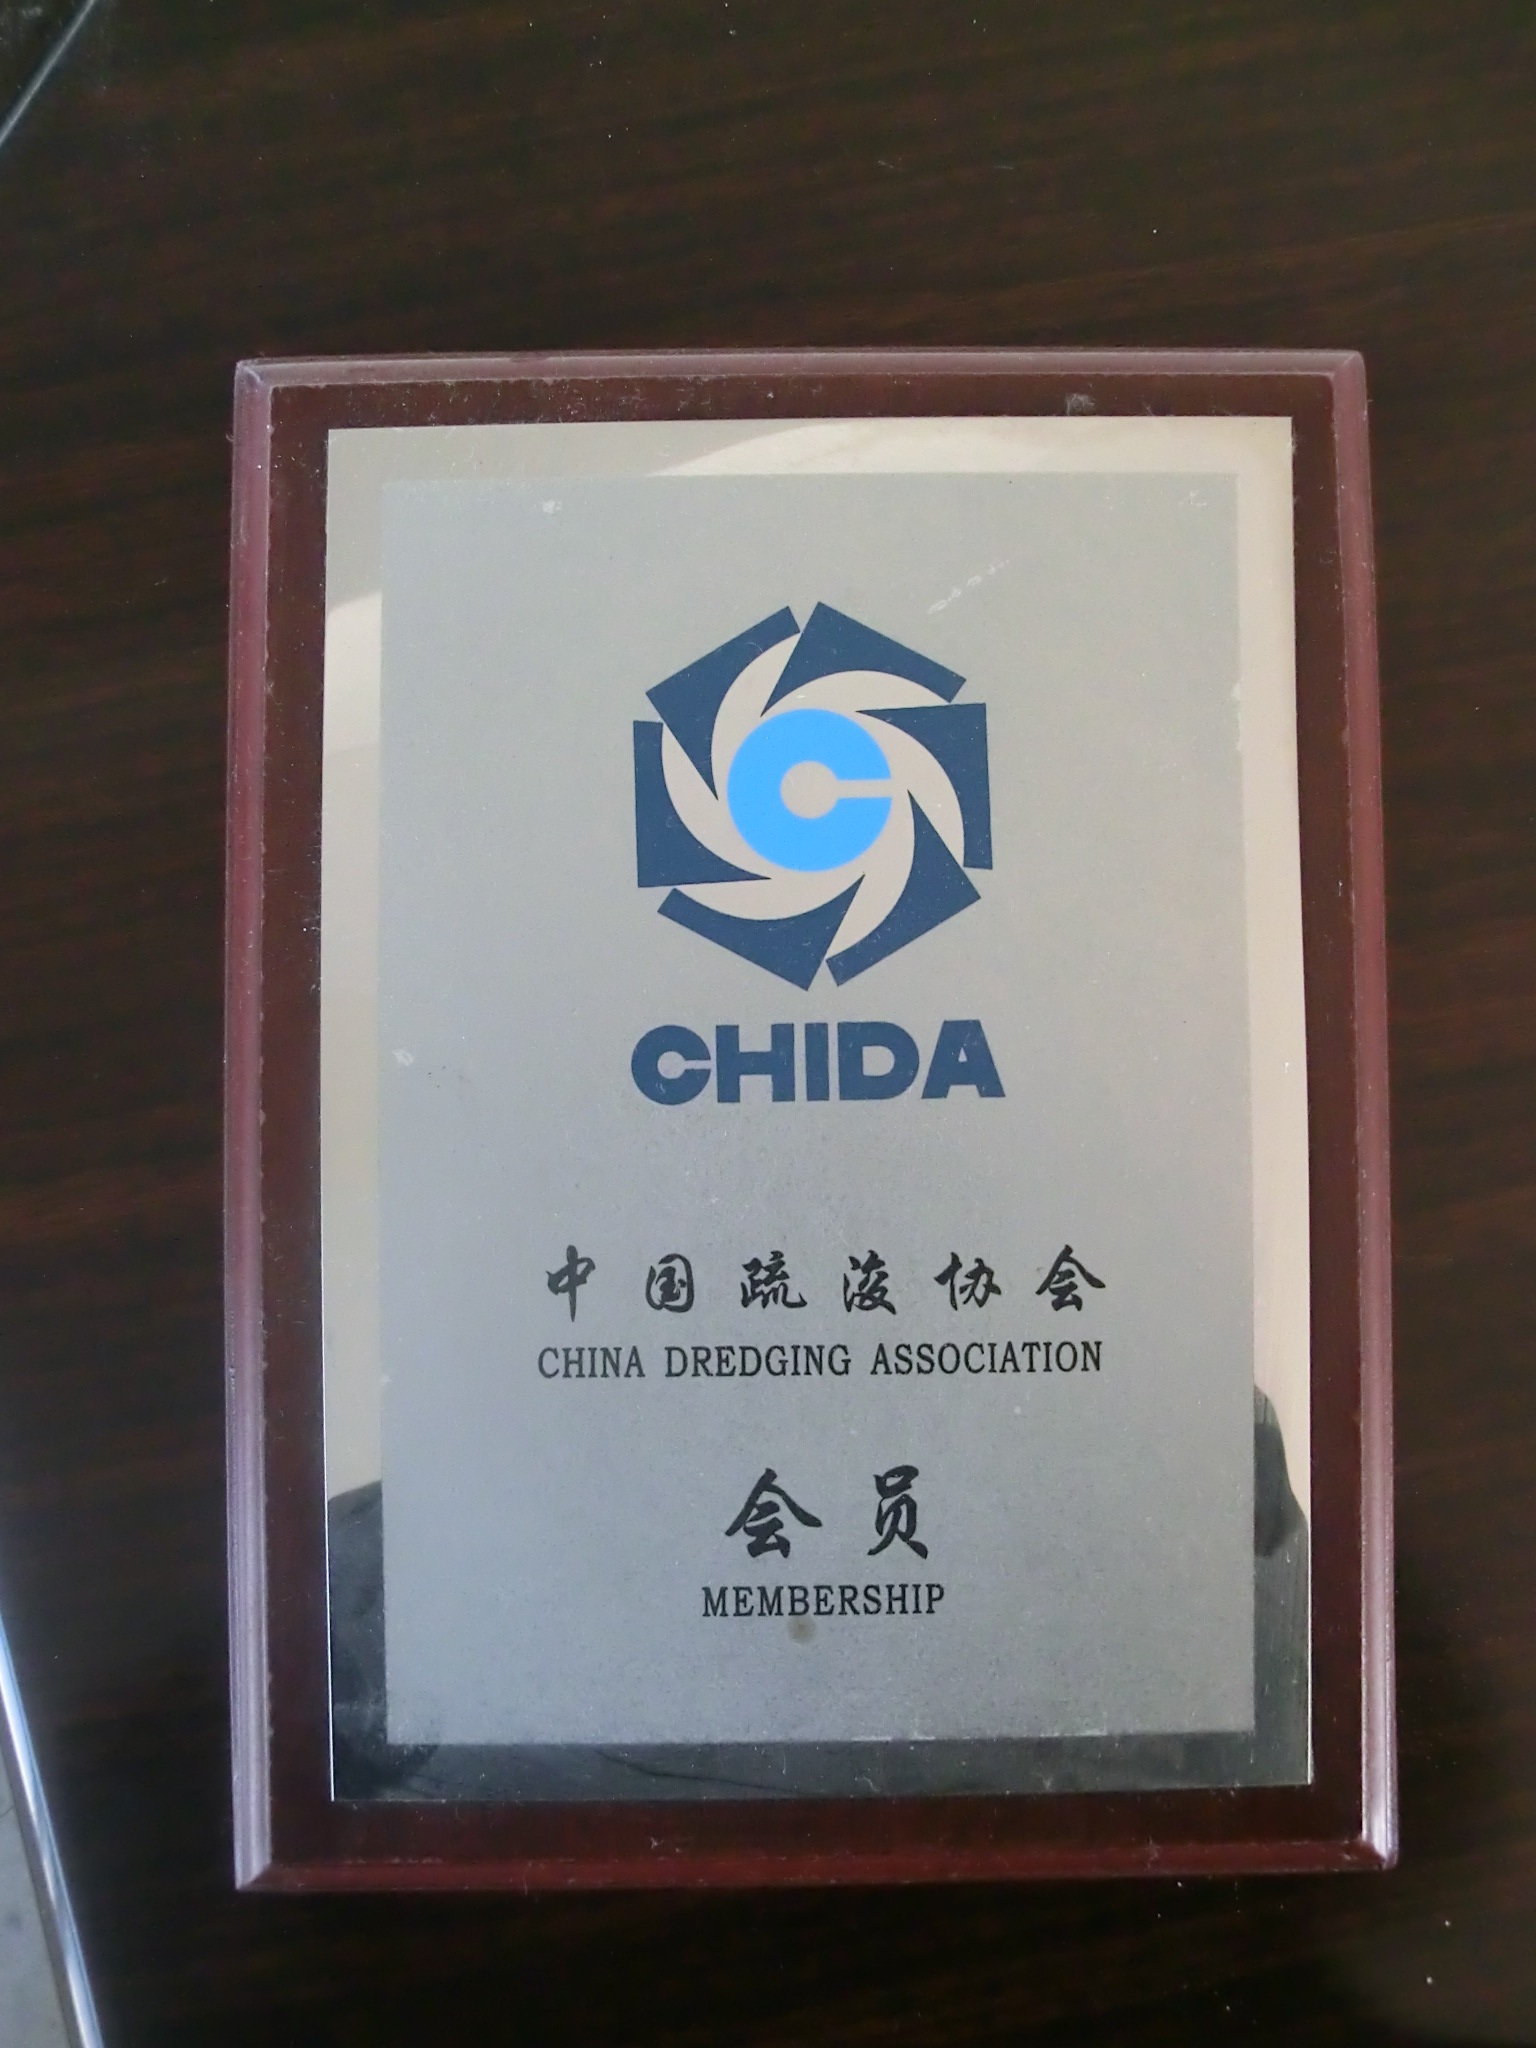 CHIDA
中国疏浚协会
CHINA DREDGING ASSOCIATION
会员
MEMBERSHIP